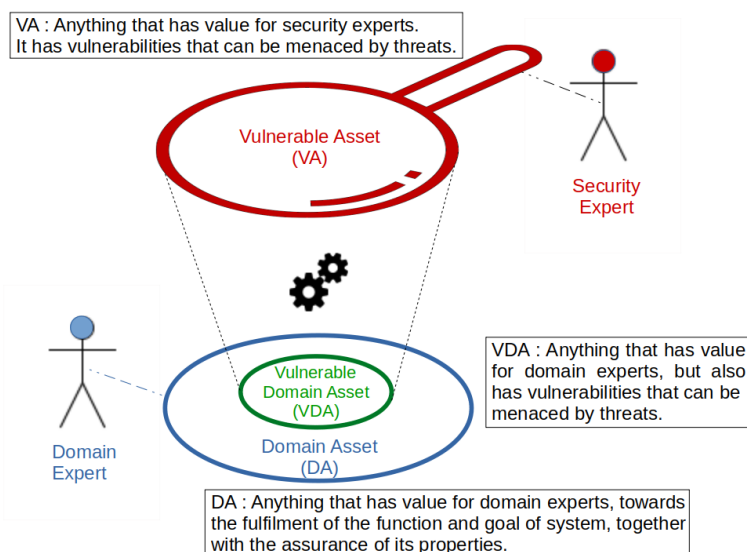 VA : Anything that has value for security experts.
It has vulnerabilities that can be menaced by threats.
Vulnerable Asset
(VA)
Security
Expert
Vulnerable
Domain Asset
(VDA)
Domain Asset
(DA)
Domain
Expert
VDA : Anything that has value
for domain experts, but also
has vulnerabilities that can be
menaced by threats.
DA : Anything that has value for domain experts, towards
the fulfilment of the function and goal of system, together
with the assurance of its properties.